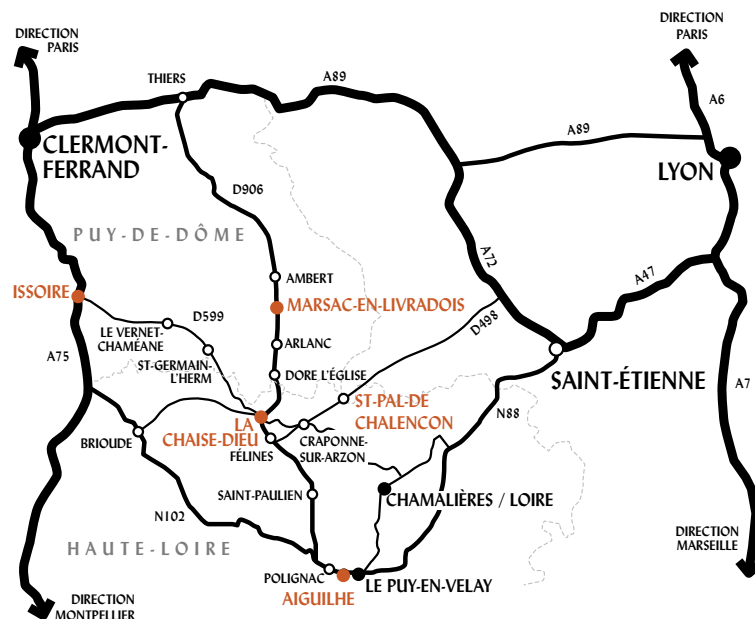 DIRECTION
PARIS
DIRECTION
PARIS
THIERS
A89
A6
A89
CLERMONT-
FERRAND
LYON
D906
PUY-DE-DÔME
A72
A47
AMBERT
ISSOIRE
MARSAC-EN-LIVRADOIS
D599
D498
LE VERNET-
CHAMÉANE
ARLANC
A75
ST-GERMAIN-
L'HERM
DORE L'ÉGLISE
SAINT-ÉTIENNE
A7
ST-PAL-DE
CHALENCON
N88
LA
CHAISE-DIEU
BRIOUDE
FÉLINES
CRAPONNE-
SUR-ARZON
SAINT-PAULIEN
CHAMALIÈRES / LOIRE
N102
HAUTE-LOIRE
DIRECTION
MARSEILLE
POLIGNAC
LE PUY-EN-VELAY
AIGUILHE
DIRECTION
MONTPELLIER